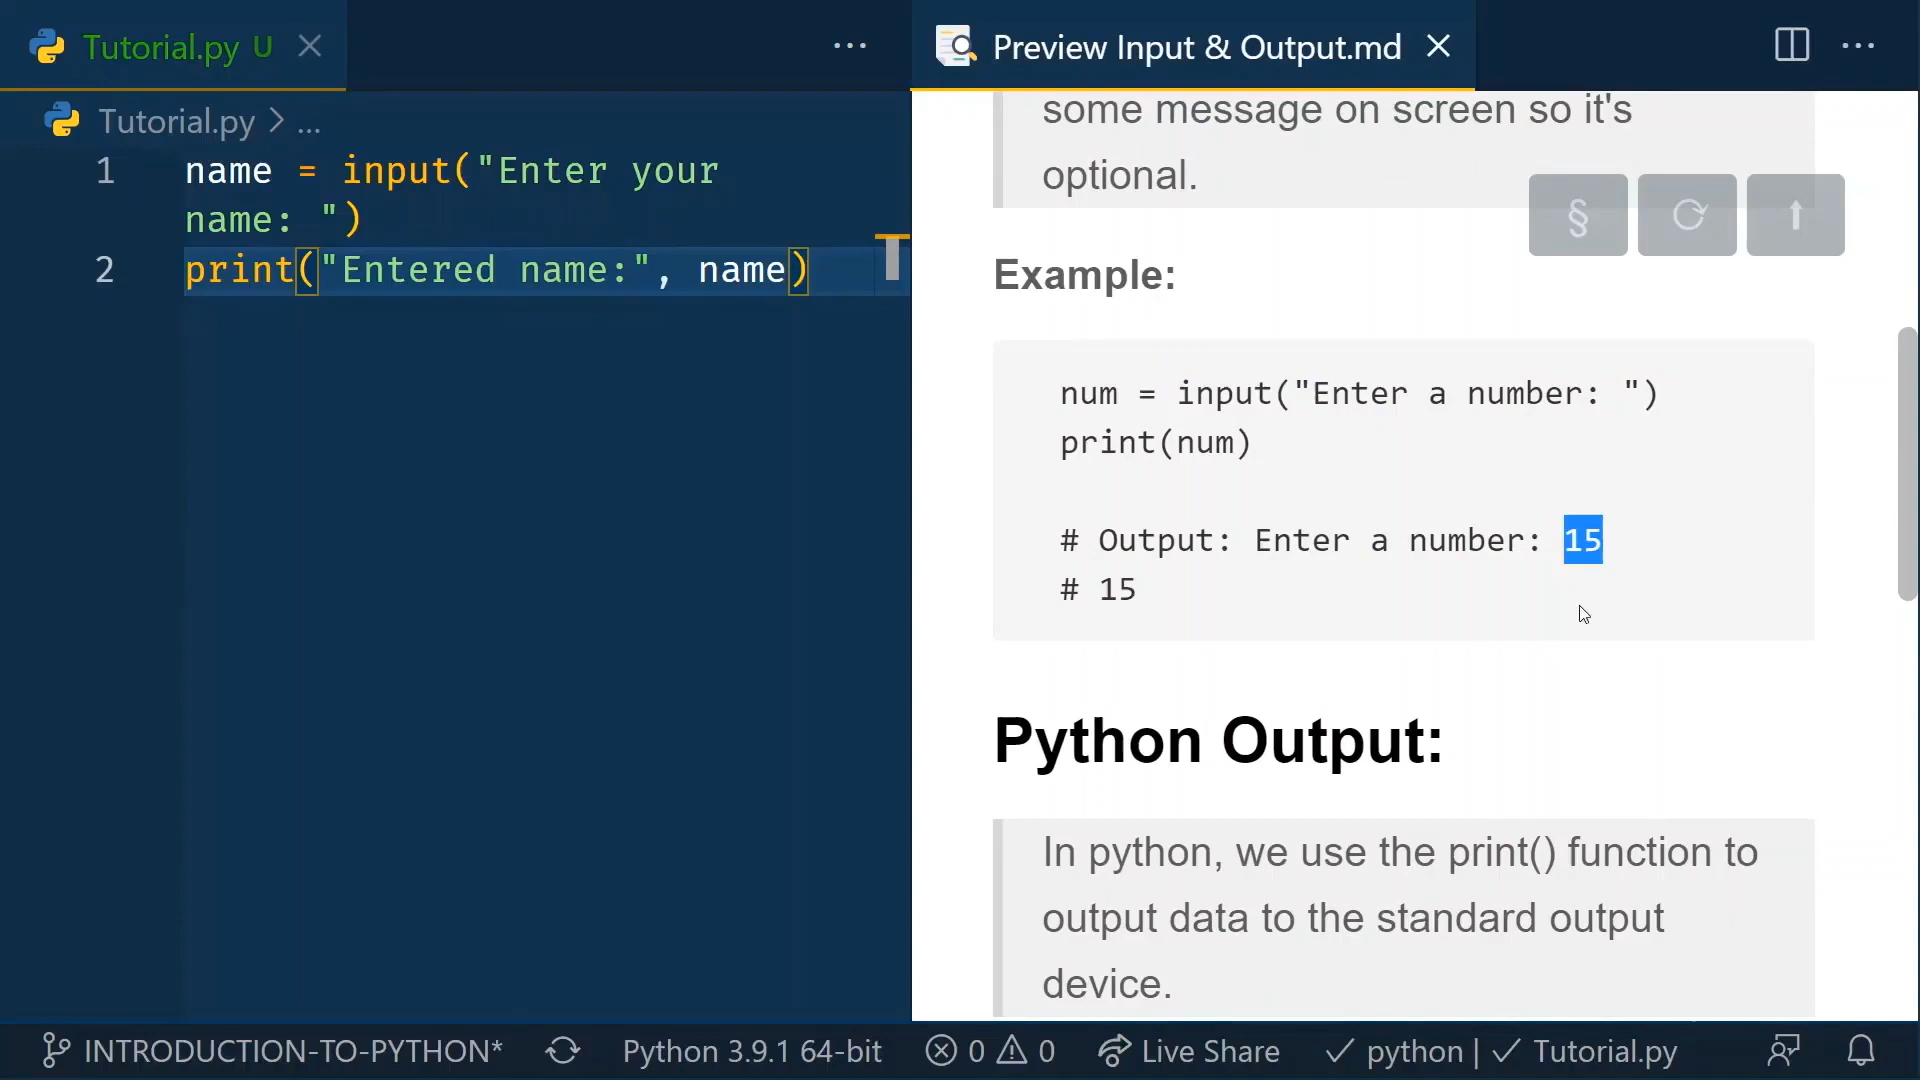 Tutorial.py U
Preview Input & Output.md
Tutorial.py > ...
1 name = input("Enter your
name: ")
2 print("Entered name:", name)
some message on screen so it's
optional.
§
Example:
num = input("Enter a number: ")
print(num)
# Output: Enter a number: 15
# 15
Python Output:
In python, we use the print() function to
output data to the standard output
device.
INTRODUCTION-TO-PYTHON* Python 3.9.1 64-bit 0 0 Live Share ✓ python | ✓ Tutorial.py